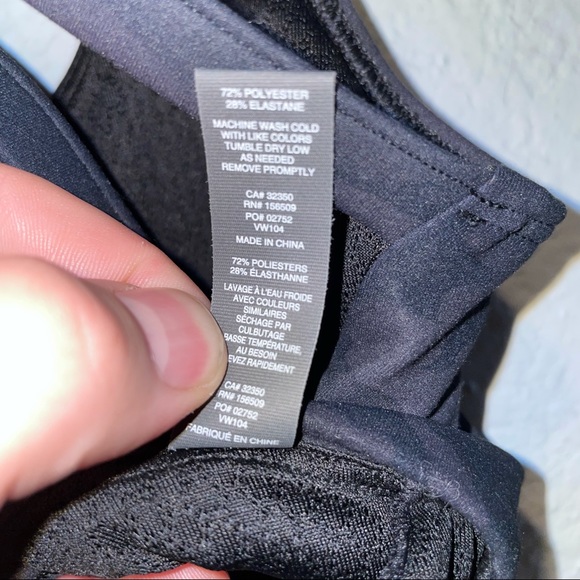 72% POLYESTER
28% ELASTANE
MACHINE WASH COLD
WITH LIKE COLORS
TUMBLE DRY LOW
AS NEEDED
REMOVE PROMPTLY
CA# 32350
RN# 156509
PO# 02752
VW104
MADE IN CHINA
72% POLIESTERS
28% ÉLASTHANNE
LAVAGE À L'EAU FROIDE
AVEC COULEURS
SIMILAIRES
SÉCHAGE PAR
CULBUTAGE
BASSE TEMPÉRATURE,
AU BESOIN
EVEZ RAPIDEMENT
CA# 32350
RN# 156509
PO# 02752
VW104
FABRIQUÉ EN CHINE